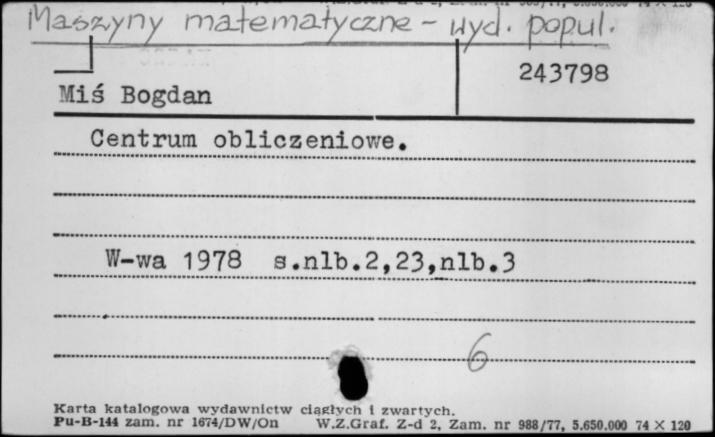 Maszyny matematyczne - wyd. popul.
243798
Miś Bogdan
Centrum obliczeniowe.
W-wa 1978 s.nlb.2,23,nlb.3
6
Karta katalogowa wydawnictw ciągłych i zwartych.
Pu-B-144 zam. nr 1674/DW/On W.Z.Graf. Z-d 2, Zam. nr 988/77, 5.650.000 74 X 120